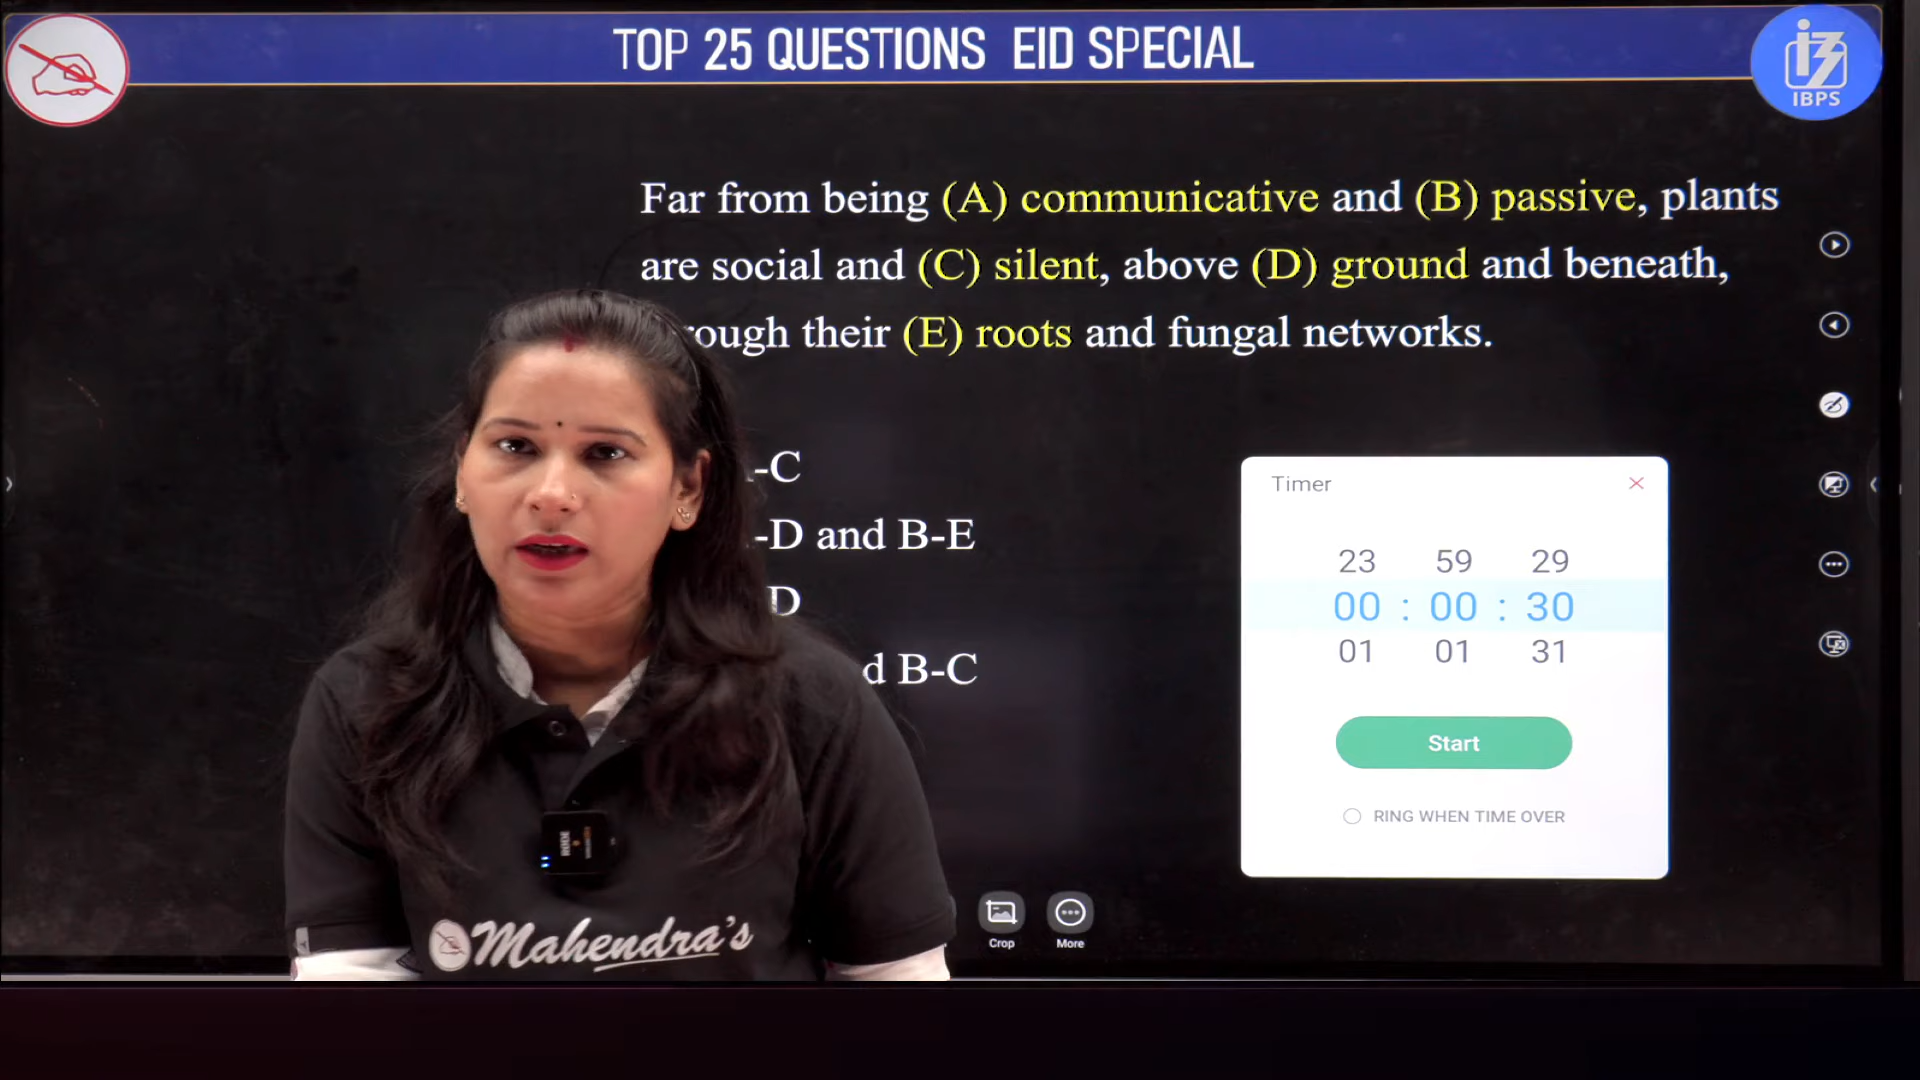 TOP 25 QUESTIONS EID SPECIAL
IBPS
Far from being (A) communicative and (B) passive, plants
are social and (C) silent, above (D) ground and beneath,
their (E) roots and fungal networks.
-C
-D and B-E
D
B-C
Timer
23 59 29
00 : 00 : 30
01 01 31
Start
RING WHEN TIME OVER
RODE
Mahendra's
Crop
More